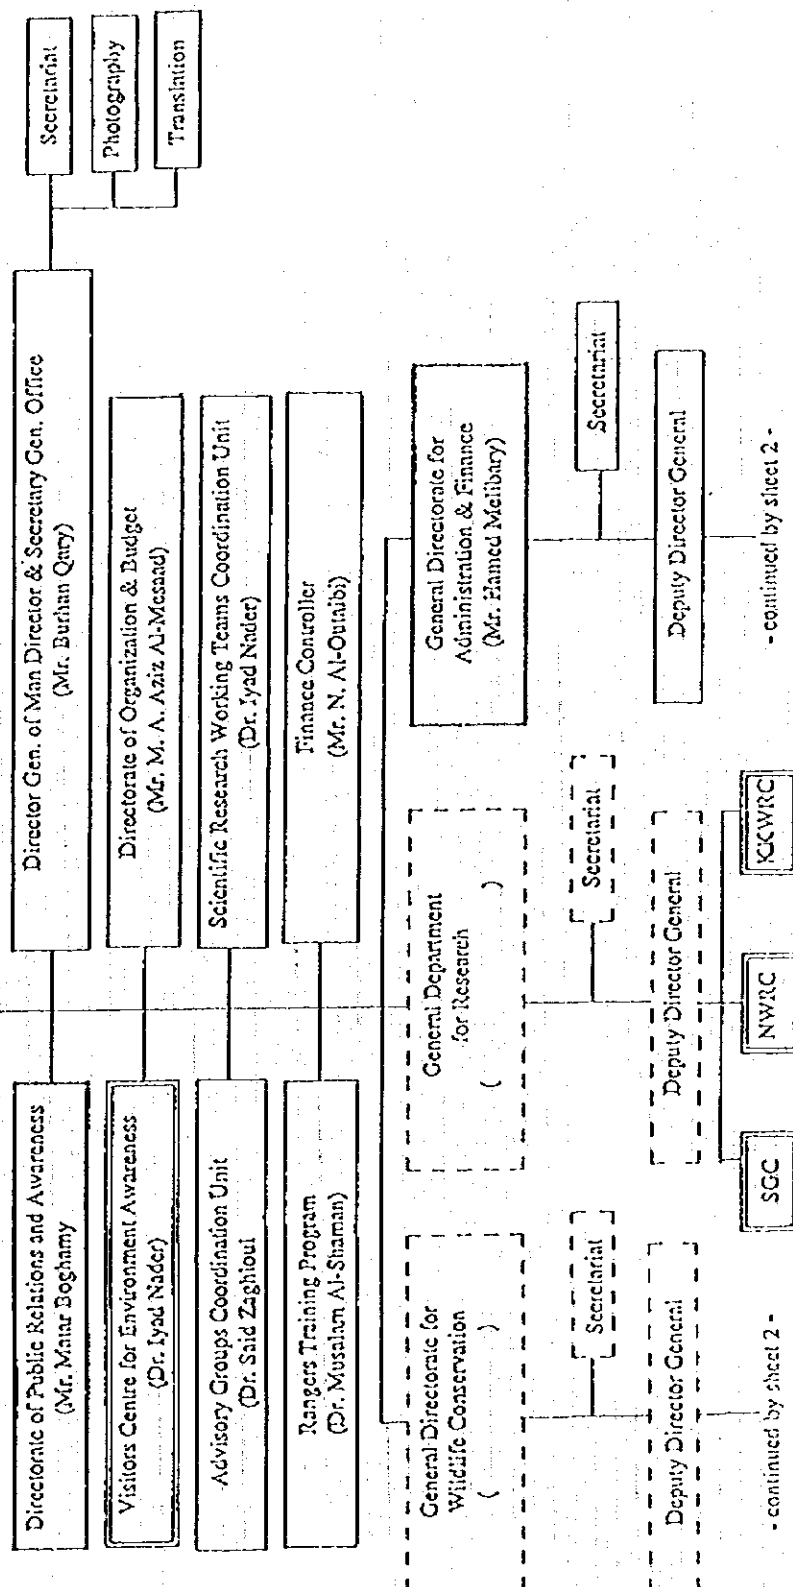 Secretarial
Photography
Translation
Director Gen. of Man Director & Secretary Gen. Office
(Mr. Burhan Qary)
Directorate of Public Relations and Awareness
(Mr. Matar Boghamy
Directorate of Organization & Budget
(Mr. M. A. Aziz Al-Mesnad)
Visitors Centre for Environment Awareness
(Dr. Iyad Nader)
Scientific Research Working Teams Coordination Unit
(Dr. Iyad Nader)
Advisory Groups Coordination Unit
(Dr. Said Zaghloul
Finance Controller
(Mr. N. Al-Outaibi)
Rangers Training Program
(Dr. Musalam Al-Shaman)
General Directorate for
Wildlife Conservation
( )
General Department
for Research
( )
General Directorate for
Administration & Finance
(Mr. Hamed Melibary)
Secretariat
Secretarial
Secretariat
Deputy Director General
Deputy Director General
Deputy Director General
SGC
NWRC
KKWRC
- continued by sheet 2 -
- continued by sheet 2 -